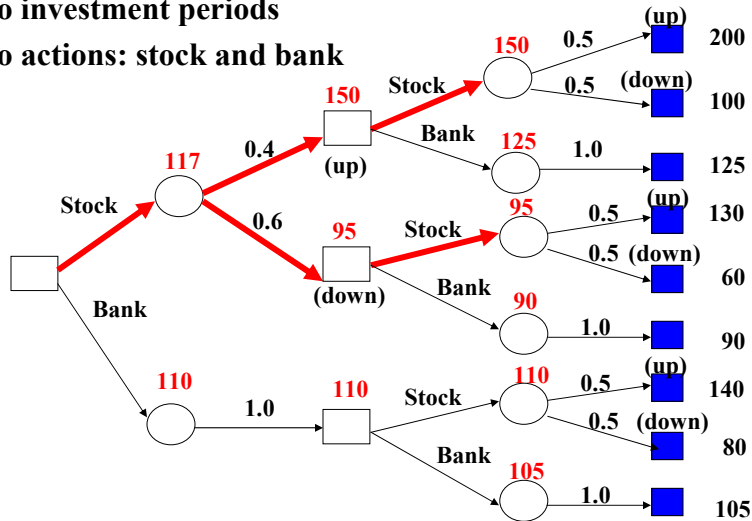 o investment periods
o actions: stock and bank
(up)
200
150
0.5
0.5
(down)
100
Stock
150
Bank
125
1.0
125
(up)
117
0.4
(up)
130
Stock
0.6
95
Stock
95
0.5
0.5
(down)
60
(down)
Bank
90
1.0
90
Bank
110
1.0
110
Stock
110
0.5
(up)
140
0.5
(down)
80
Bank
105
1.0
105